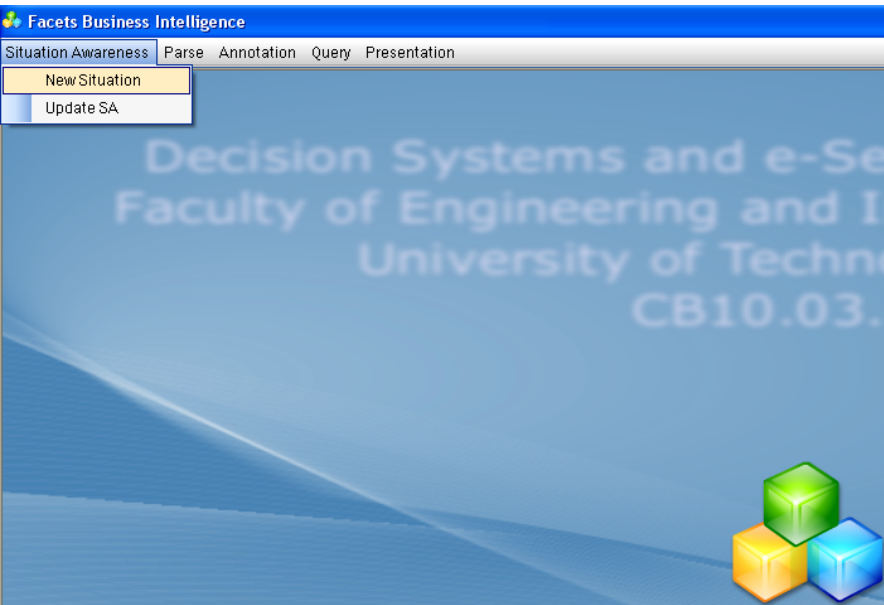 Facets Business Intelligence
Situation Awareness Parse Annotation Query Presentation
New Situation
Update SA
Decision Systems and e-Se
Faculty of Engineering and I
University of Techn
CB10.03.